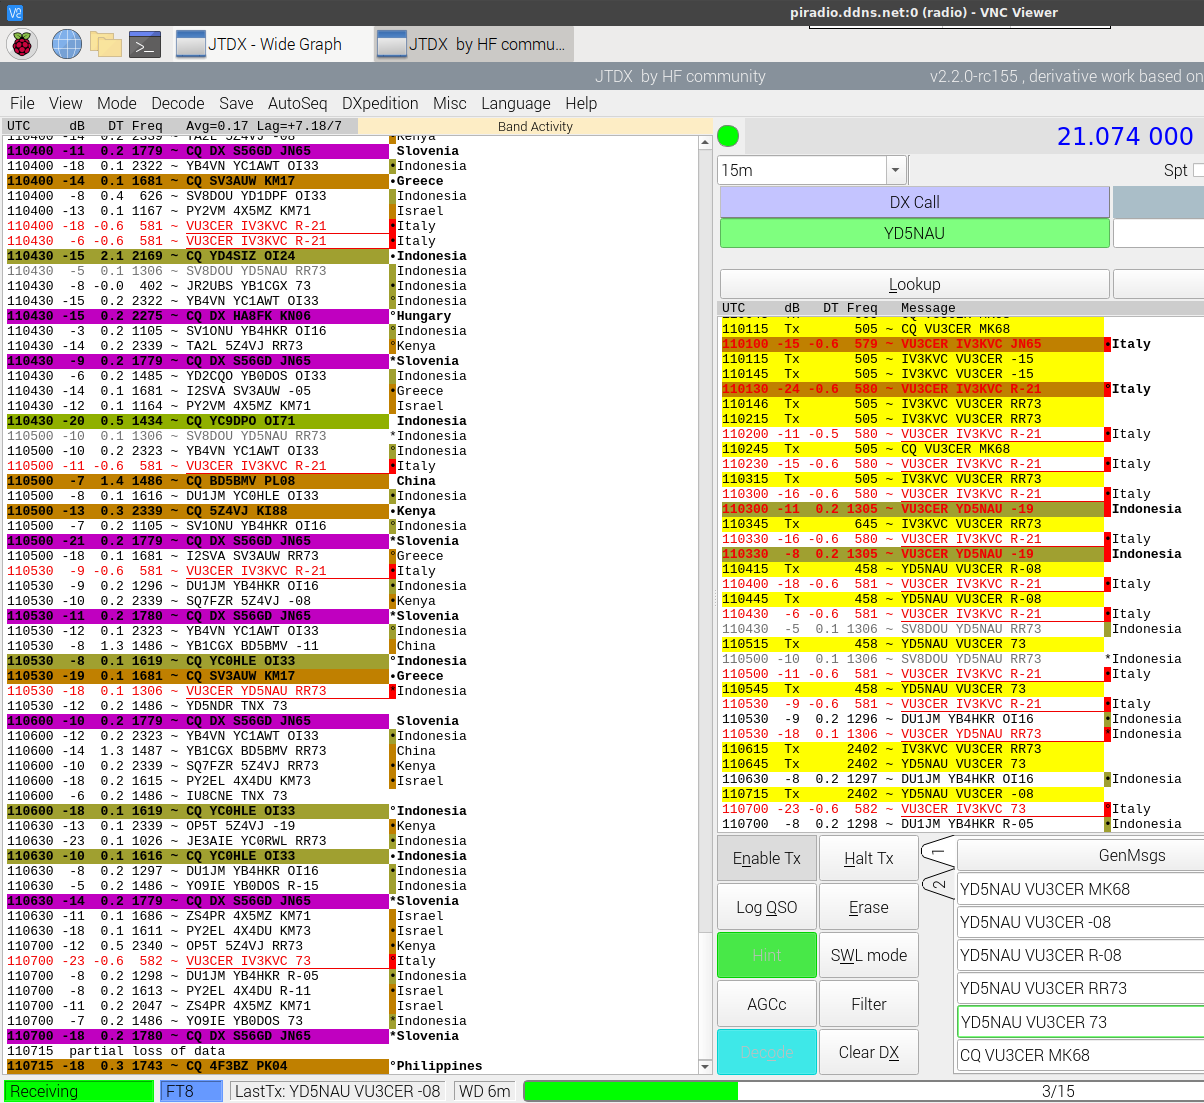 piradio.ddns.net:0 (radio) - VNC Viewer
JTDX - Wide Graph
JTDX by HF commu...
JTDX by HF community
v2.2.0-rc155 , derivative work based on
File View Mode Decode Save AutoSeq DXpedition Misc Language Help
UTC dB DT Freq Avg=0.17 Lag=+7.18/7
Band Activity
110400 -14 0.2 2339 ~ TA2L 5Z4VJ -08 Kenya
110400 -11 0.2 1779 ~ CQ DX S56GD JN65 Slovenia
110400 -18 0.1 2322 ~ YB4VN YC1AWT OI33 •Indonesia
110400 -14 0.1 1681 ~ CQ SV3AUW KM17 •Greece
110400 -8 0.4 626 ~ SV8DOU YD1DPF OI33 Indonesia
110400 -13 0.1 1167 ~ PY2VM 4X5MZ KM71 Israel
110400 -18 -0.6 581 ~ VU3CER IV3KVC R-21 •Italy
110430 -6 -0.6 581 ~ VU3CER IV3KVC R-21 •Italy
110430 -15 2.1 2169 ~ CQ YD4SIZ OI24 •Indonesia
110430 -5 0.1 1306 ~ SV8DOU YD5NAU RR73 Indonesia
110430 -8 -0.0 402 ~ JR2UBS YB1CGX 73 •Indonesia
110430 -15 0.2 2322 ~ YB4VN YC1AWT OI33 °Indonesia
110430 -15 0.2 2275 ~ CQ DX HA8FK KN06 °Hungary
110430 -3 0.2 1105 ~ SV1ONU YB4HKR OI16 °Indonesia
110430 -14 0.2 2339 ~ TA2L 5Z4VJ RR73 °Kenya
110430 -9 0.2 1779 ~ CQ DX S56GD JN65 *Slovenia
110430 -6 0.2 1485 ~ YD2CQO YB0DOS OI33 Indonesia
110430 -14 0.1 1681 ~ I2SVA SV3AUW -05 •Greece
110430 -12 0.1 1164 ~ PY2VM 4X5MZ KM71 Israel
110430 -20 0.5 1434 ~ CQ YC9DPO OI71 Indonesia
110500 -10 0.1 1306 ~ SV8DOU YD5NAU RR73 *Indonesia
110500 -10 0.2 2323 ~ YB4VN YC1AWT OI33 °Indonesia
110500 -11 -0.6 581 ~ VU3CER IV3KVC R-21 •Italy
110500 -7 1.4 1486 ~ CQ BD5BMV PL08 China
110500 -8 0.1 1616 ~ DU1JM YC0HLE OI33 •Indonesia
110500 -13 0.3 2339 ~ CQ 5Z4VJ KI88 •Kenya
110500 -7 0.2 1105 ~ SV1ONU YB4HKR OI16 °Indonesia
110500 -21 0.2 1779 ~ CQ DX S56GD JN65 *Slovenia
110500 -18 0.1 1681 ~ I2SVA SV3AUW RR73 °Greece
110530 -9 -0.6 581 ~ VU3CER IV3KVC R-21 •Italy
110530 -9 0.2 1296 ~ DU1JM YB4HKR OI16 •Indonesia
110530 -10 0.2 2339 ~ SQ7FZR 5Z4VJ -08 •Kenya
110530 -11 0.2 1780 ~ CQ DX S56GD JN65 *Slovenia
110530 -12 0.1 2323 ~ YB4VN YC1AWT OI33 °Indonesia
110530 -8 1.3 1486 ~ YB1CGX BD5BMV -11 China
110530 -8 0.1 1619 ~ CQ YC0HLE OI33 °Indonesia
110530 -19 0.1 1681 ~ CQ SV3AUW KM17 •Greece
110530 -18 0.1 1306 ~ VU3CER YD5NAU RR73 *Indonesia
110530 -12 0.2 1486 ~ YD5NDR TNX 73
110600 -10 0.2 1779 ~ CQ DX S56GD JN65 Slovenia
110600 -12 0.2 2323 ~ YB4VN YC1AWT OI33 •Indonesia
110600 -14 1.3 1487 ~ YB1CGX BD5BMV RR73 China
110600 -10 0.2 2339 ~ SQ7FZR 5Z4VJ RR73 •Kenya
110600 -18 0.2 1615 ~ PY2EL 4X4DU KM73 •Israel
110600 -6 0.2 1486 ~ IU8CNE TNX 73
110600 -18 0.1 1619 ~ CQ YC0HLE OI33 °Indonesia
110630 -13 0.1 2339 ~ OP5T 5Z4VJ -19 •Kenya
110630 -23 0.1 1026 ~ JE3AIE YC0RWL RR73 •Indonesia
110630 -10 0.1 1616 ~ CQ YC0HLE OI33 •Indonesia
110630 -8 0.2 1297 ~ DU1JM YB4HKR OI16 •Indonesia
110630 -5 0.2 1486 ~ YO9IE YB0DOS R-15 •Indonesia
110630 -14 0.2 1779 ~ CQ DX S56GD JN65 *Slovenia
110630 -11 0.1 1686 ~ ZS4PR 4X5MZ KM71 Israel
110630 -18 0.1 1611 ~ PY2EL 4X4DU KM73 •Israel
110700 -12 0.5 2340 ~ OP5T 5Z4VJ RR73 •Kenya
110700 -23 -0.6 582 ~ VU3CER IV3KVC 73 °Italy
110700 -8 0.2 1298 ~ DU1JM YB4HKR R-05 •Indonesia
110700 -8 0.2 1613 ~ PY2EL 4X4DU R-11 •Israel
110700 -11 0.2 2047 ~ ZS4PR 4X5MZ KM71 Israel
110700 -7 0.2 1486 ~ YO9IE YB0DOS 73 *Indonesia
110700 -18 0.2 1780 ~ CQ DX S56GD JN65 *Slovenia
110715 partial loss of data
110715 -18 0.3 1743 ~ CQ 4F3BZ PK04 °Philippines
21.074 000
15m
Spt
DX Call
YD5NAU
Lookup
UTC dB DT Freq Message
110115 Tx 505 ~ CQ VU3CER MK68
110100 -15 -0.6 579 ~ VU3CER IV3KVC JN65 •Italy
110115 Tx 505 ~ IV3KVC VU3CER -15
110145 Tx 505 ~ IV3KVC VU3CER -15
110130 -24 -0.6 580 ~ VU3CER IV3KVC R-21 °Italy
110146 Tx 505 ~ IV3KVC VU3CER RR73
110215 Tx 505 ~ IV3KVC VU3CER RR73
110200 -11 -0.5 580 ~ VU3CER IV3KVC R-21 •Italy
110245 Tx 505 ~ CQ VU3CER MK68
110230 -15 -0.6 580 ~ VU3CER IV3KVC R-21 •Italy
110315 Tx 505 ~ IV3KVC VU3CER RR73
110300 -16 -0.6 580 ~ VU3CER IV3KVC R-21 •Italy
110300 -11 0.2 1305 ~ VU3CER YD5NAU -19 Indonesia
110345 Tx 645 ~ IV3KVC VU3CER RR73
110330 -16 -0.6 580 ~ VU3CER IV3KVC R-21 •Italy
110330 -8 0.2 1305 ~ VU3CER YD5NAU -19 Indonesia
110415 Tx 458 ~ YD5NAU VU3CER R-08
110400 -18 -0.6 581 ~ VU3CER IV3KVC R-21 •Italy
110445 Tx 458 ~ YD5NAU VU3CER R-08
110430 -6 -0.6 581 ~ VU3CER IV3KVC R-21 •Italy
110430 -5 0.1 1306 ~ SV8DOU YD5NAU RR73 Indonesia
110515 Tx 458 ~ YD5NAU VU3CER 73
110500 -10 0.1 1306 ~ SV8DOU YD5NAU RR73 *Indonesia
110500 -11 -0.6 581 ~ VU3CER IV3KVC R-21 •Italy
110545 Tx 458 ~ YD5NAU VU3CER 73
110530 -9 -0.6 581 ~ VU3CER IV3KVC R-21 •Italy
110530 -9 0.2 1296 ~ DU1JM YB4HKR OI16 •Indonesia
110530 -18 0.1 1306 ~ VU3CER YD5NAU RR73 *Indonesia
110615 Tx 2402 ~ IV3KVC VU3CER RR73
110645 Tx 2402 ~ YD5NAU VU3CER 73
110630 -8 0.2 1297 ~ DU1JM YB4HKR OI16 •Indonesia
110715 Tx 2402 ~ YD5NAU VU3CER -08
110700 -23 -0.6 582 ~ VU3CER IV3KVC 73 °Italy
110700 -8 0.2 1298 ~ DU1JM YB4HKR R-05 •Indonesia
Enable Tx
Halt Tx
Log QSO
Erase
Hint
SWL mode
AGCc
Filter
Decode
Clear DX
1
2
GenMsgs
YD5NAU VU3CER MK68
YD5NAU VU3CER -08
YD5NAU VU3CER R-08
YD5NAU VU3CER RR73
YD5NAU VU3CER 73
CQ VU3CER MK68
Receiving
FT8
LastTx: YD5NAU VU3CER -08
WD 6m
3/15